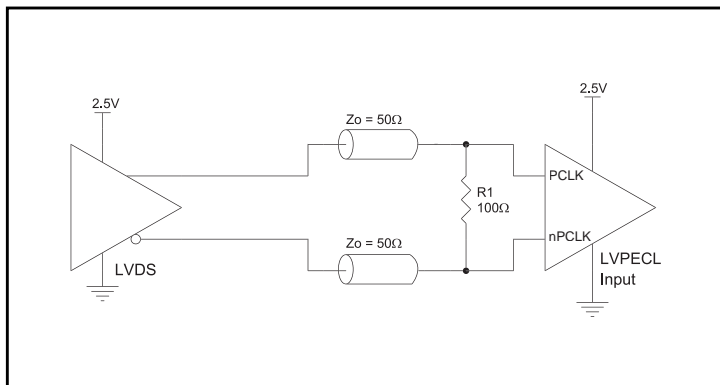 2.5V
2.5V
Zo = 50Ω
PCLK
R1
100Ω
nPCLK
Zo = 50Ω
LVDS
LVPECL
Input